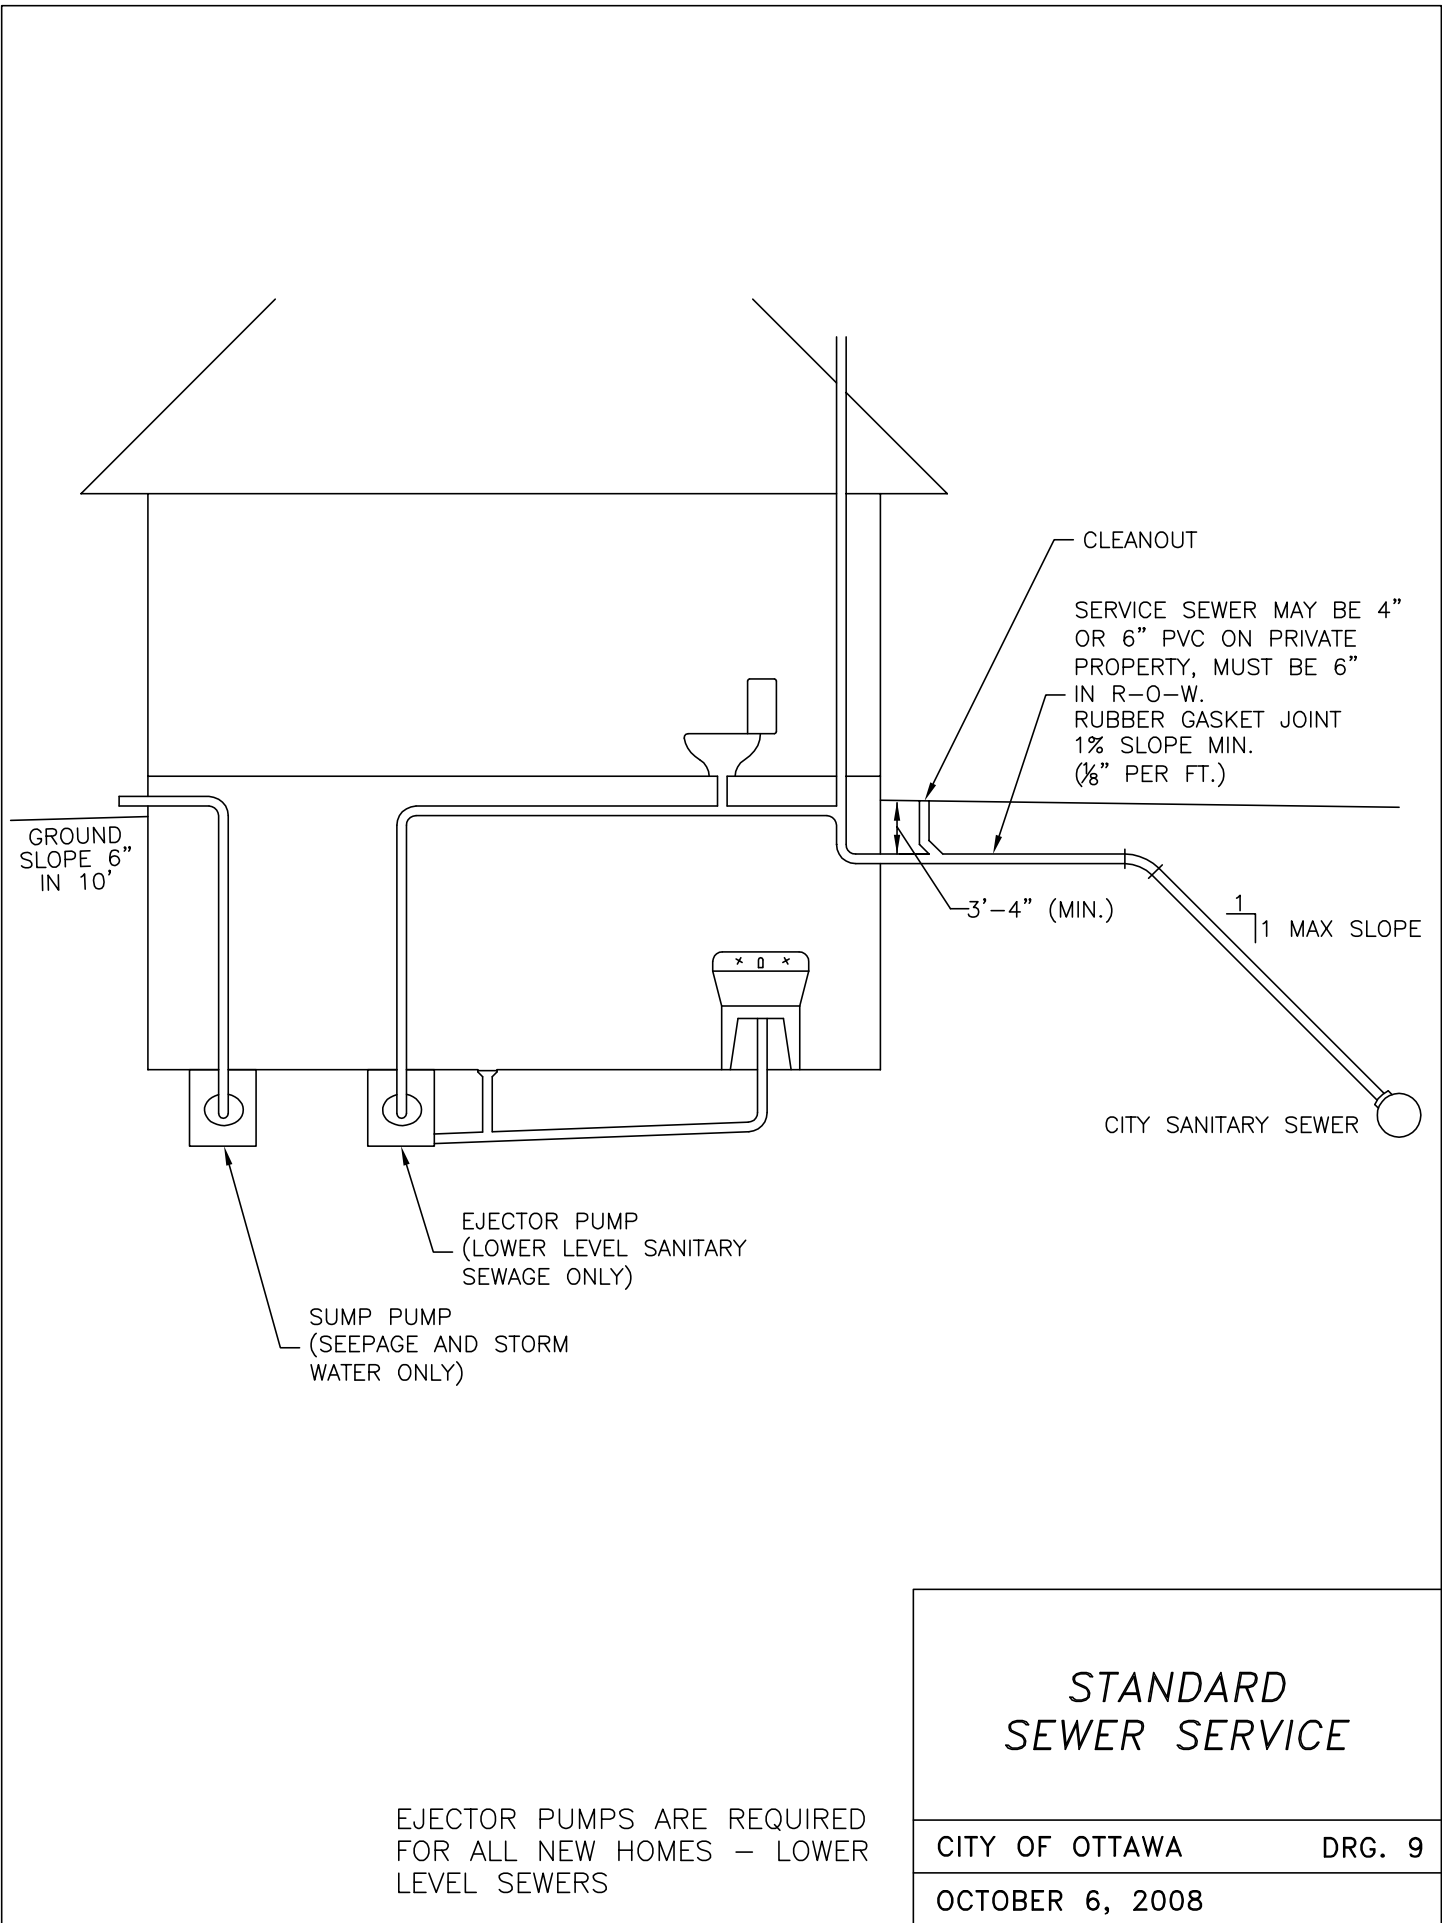 CLEANOUT
SERVICE SEWER MAY BE 4"
OR 6" PVC ON PRIVATE
PROPERTY, MUST BE 6"
IN R-O-W.
RUBBER GASKET JOINT
1% SLOPE MIN.
(⅛" PER FT.)
GROUND
SLOPE 6"
IN 10'
3'-4" (MIN.)
1
1 MAX SLOPE
CITY SANITARY SEWER
EJECTOR PUMP
(LOWER LEVEL SANITARY
SEWAGE ONLY)
SUMP PUMP
(SEEPAGE AND STORM
WATER ONLY)
STANDARD
SEWER SERVICE
EJECTOR PUMPS ARE REQUIRED
FOR ALL NEW HOMES – LOWER
LEVEL SEWERS
CITY OF OTTAWA DRG. 9
OCTOBER 6, 2008